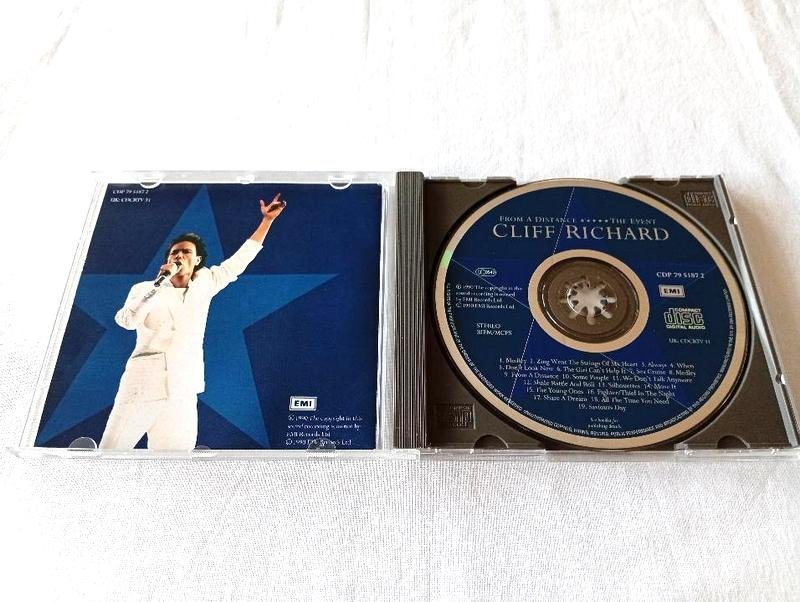 CDP 79 5187 2
UK: CDCRTV 31
EMI
℗ 1990 The copyright in this
sound recording is owned by
EMI Records Ltd
© 1990 EMI Records Ltd
FROM A DISTANCE ★★★★★ THE EVENT
CLIFF RICHARD
CDP 79 5187 2
EMI
COMPACT
disc
DIGITAL AUDIO
UK: CDCRTV 31
℗ 1990 The copyright in this
sound recording is owned
by EMI Records Ltd
© 1990 EMI Records Ltd
STEREO
BIEM/MCPS
1. Medley 2. Zing Went The Strings Of My Heart 3. Always 4. When
5. Don't Look Now 6. The Girl Can't Help It 7. Sea Cruise 8. Medley
9. From A Distance 10. Some People 11. We Don't Talk Anymore
12. Shake Rattle And Roll 13. Silhouettes 14. Move It
15. The Young Ones 16. Fighter/Thief In The Night
17. Share A Dream 18. All The Time You Need
19. Saviours Day
See booklet for
publishing details